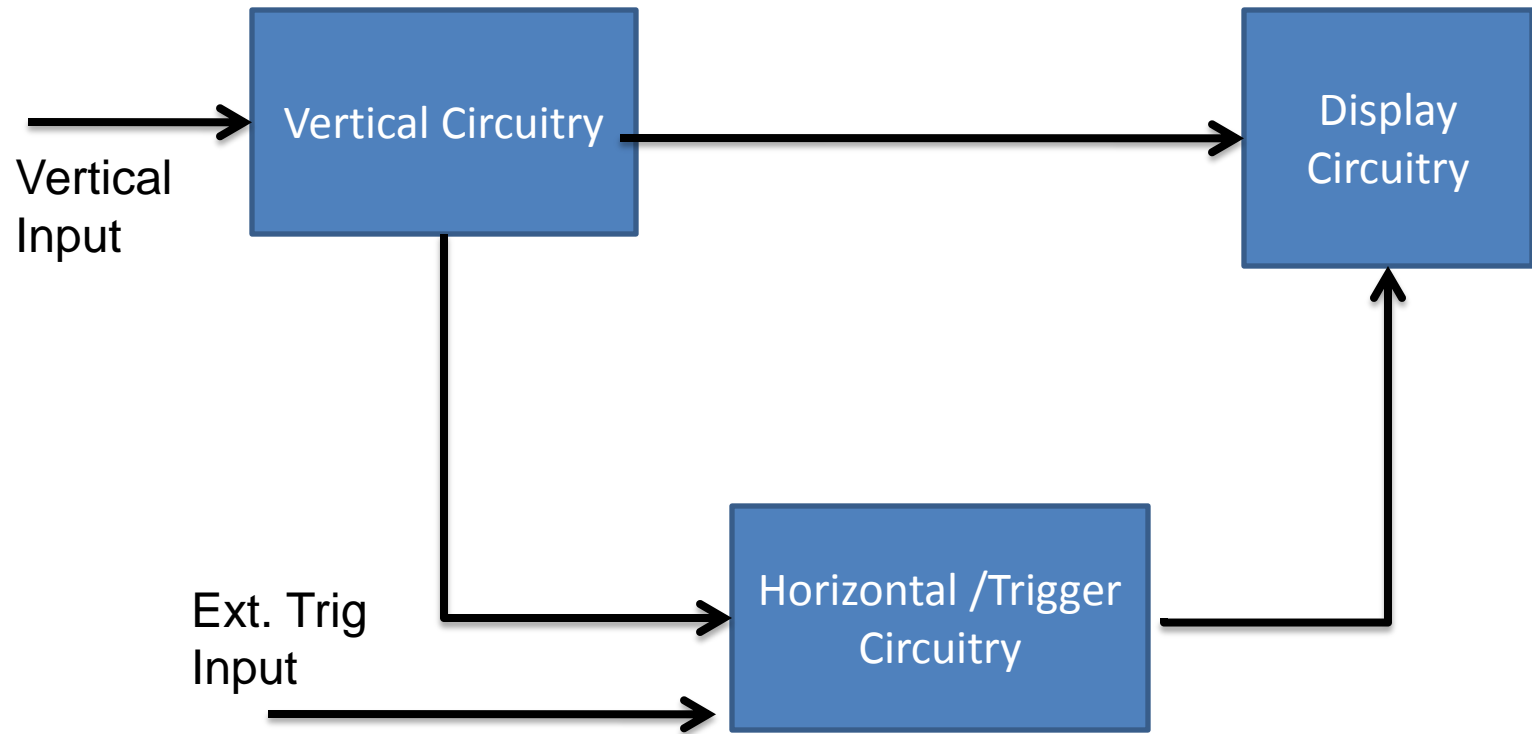 Vertical Circuitry
Display
Circuitry
Vertical
Input
Horizontal /Trigger
Circuitry
Ext. Trig
Input